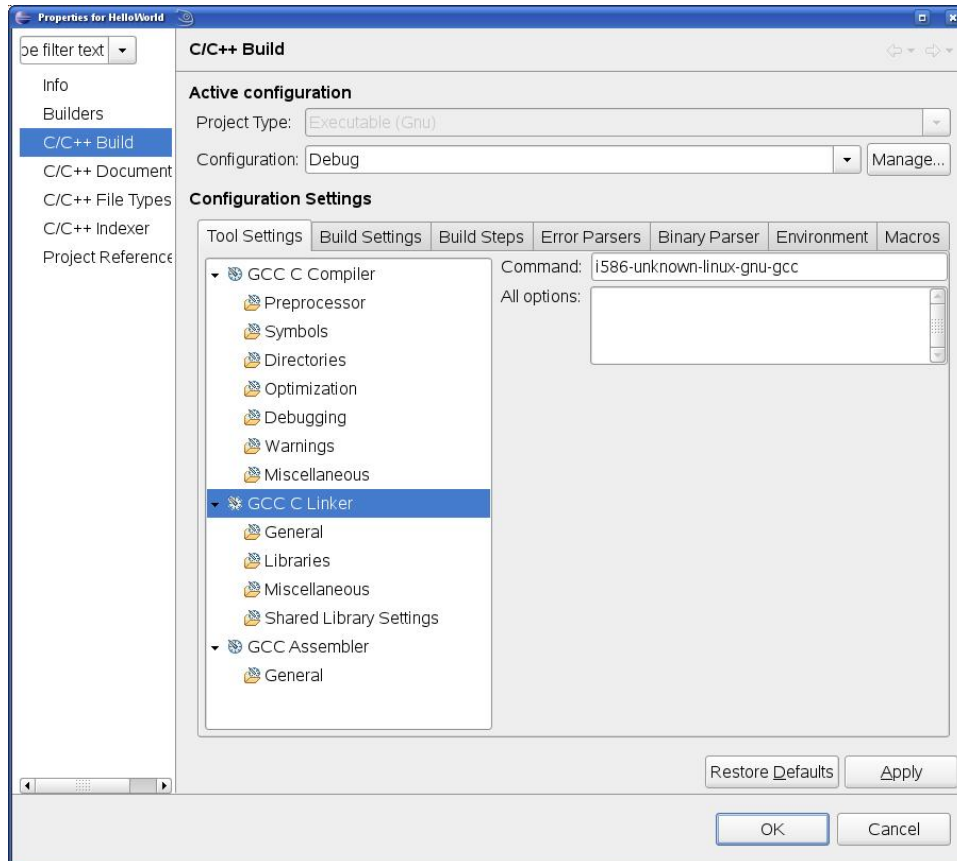 Properties for HelloWorld
pe filter text
Info
Builders
C/C++ Build
C/C++ Document
C/C++ File Types
C/C++ Indexer
Project Reference
C/C++ Build
Active configuration
Project Type: Executable (Gnu)
Configuration: Debug Manage...
Configuration Settings
Tool Settings Build Settings Build Steps Error Parsers Binary Parser Environment Macros
GCC C Compiler
Preprocessor
Symbols
Directories
Optimization
Debugging
Warnings
Miscellaneous
GCC C Linker
General
Libraries
Miscellaneous
Shared Library Settings
GCC Assembler
General
Command: i586-unknown-linux-gnu-gcc
All options:
Restore Defaults Apply
OK Cancel